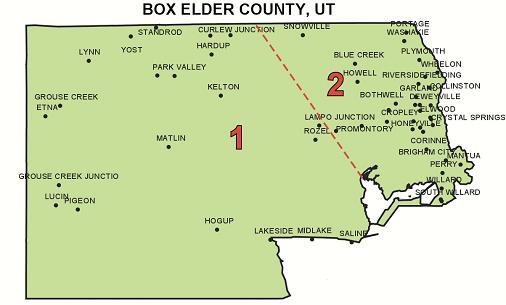 BOX ELDER COUNTY, UT
PORTAGE
SNOWVILLE
STANDROD
CURLEW JUNCTION
WASHAKIE
YOST
HARDUP
PLYMOUTH
LYNN
BLUE CREEK
WHEELON
PARK VALLEY
HOWELL
RIVERSIDE
FIELDING
2
KELTON
GARLAND
COLLINSTON
GROUSE CREEK
BOTHWELL
DEWEYVILLE
ETNA
CROPLEY
ELWOOD
LAMPO JUNCTION
CRYSTAL SPRINGS
ROZEL
PROMONTORY
HONEYVILLE
1
MATLIN
CORINNE
BRIGHAM CITY
MANTUA
PERRY
GROUSE CREEK JUNCTIO
WILLARD
LUCIN
SOUTH WILLARD
PIGEON
HOGUP
LAKESIDE
MIDLAKE
SALINE